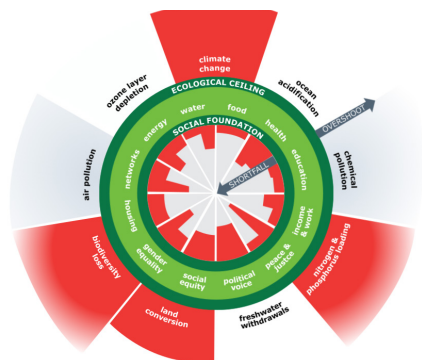 climate
change
ozone layer
depletion
ocean
acidification
ECOLOGICAL CEILING
water
food
energy
health
SOCIAL FOUNDATION
OVERSHOOT
SHORTFALL
networks
education
air pollution
chemical
pollution
housing
income
& work
gender
equality
peace &
justce
social
equity
political
voice
biodiversity
loss
nitrogen &
phosphorus loading
land
conversion
freshwater
withdrawals